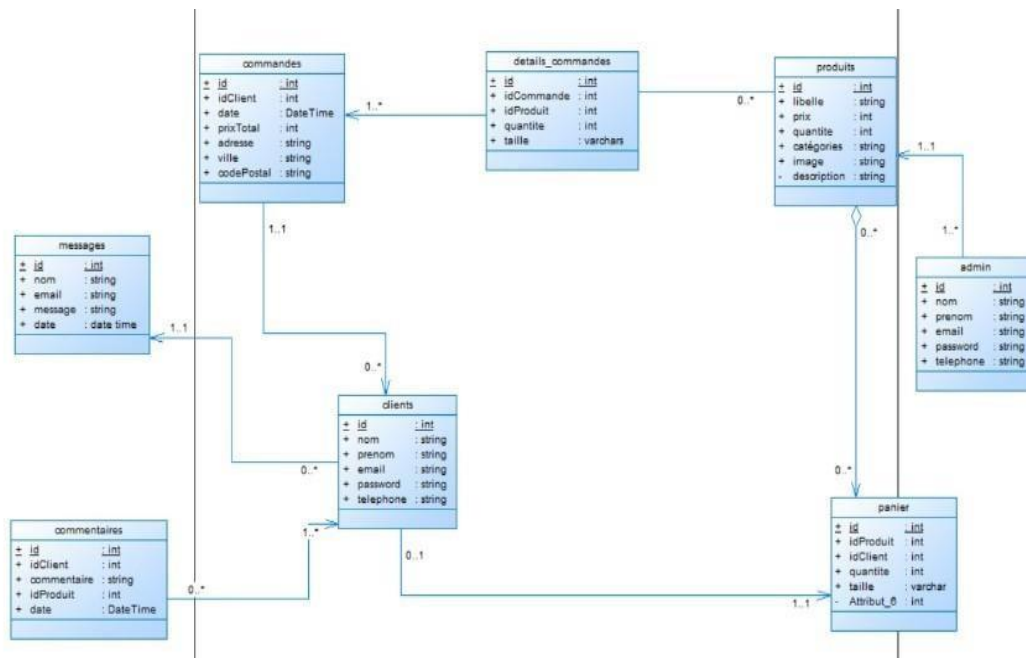 commandes
+ id : int
+ idClient : int
+ date : DateTime
+ prixTotal : int
+ adresse : string
+ ville : string
+ codePostal : string
1..*
details_commandes
+ id : int
+ idCommande : int
+ idProduit : int
+ quantite : int
+ taille : varchars
0..*
produits
+ id : int
+ libelle : string
+ prix : int
+ quantite : int
+ catégories : string
+ image : string
- description : string
1..1
1..1
0..*
1..*
messages
+ id : int
+ nom : string
+ email : string
+ message : string
+ date : date time
1..1
admin
+ id : int
+ nom : string
+ prenom : string
+ email : string
+ password : string
+ telephone : string
0..*
clients
+ id : int
+ nom : string
+ prenom : string
+ email : string
+ password : string
+ telephone : string
0..*
0..*
1..*
0..1
commentaires
+ id : int
+ idClient : int
+ commentaire : string
+ idProduit : int
+ date : DateTime
0..*
panier
+ id : int
+ idProduit : int
+ idClient : int
+ quantite : int
+ taille : varchar
- Attribut_6 : int
1..1